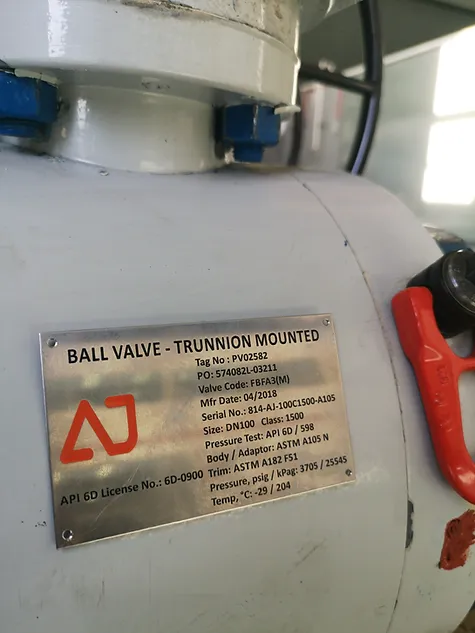 BALL VALVE - TRUNNION MOUNTED
Tag No : PV02582
PO: 574082L-03211
Valve Code: FBFA3(M)
Mfr Date: 04/2018
Serial No.: 814-AJ-100C1500-A105
Size: DN100 Class: 1500
Pressure Test: API 6D / 598
Body / Adaptor: ASTM A105 N
Trim: ASTM A182 F51
Pressure, psig / kPag: 3705 / 25545
Temp, °C: -29 / 204
AJ
API 6D License No.: 6D-0900